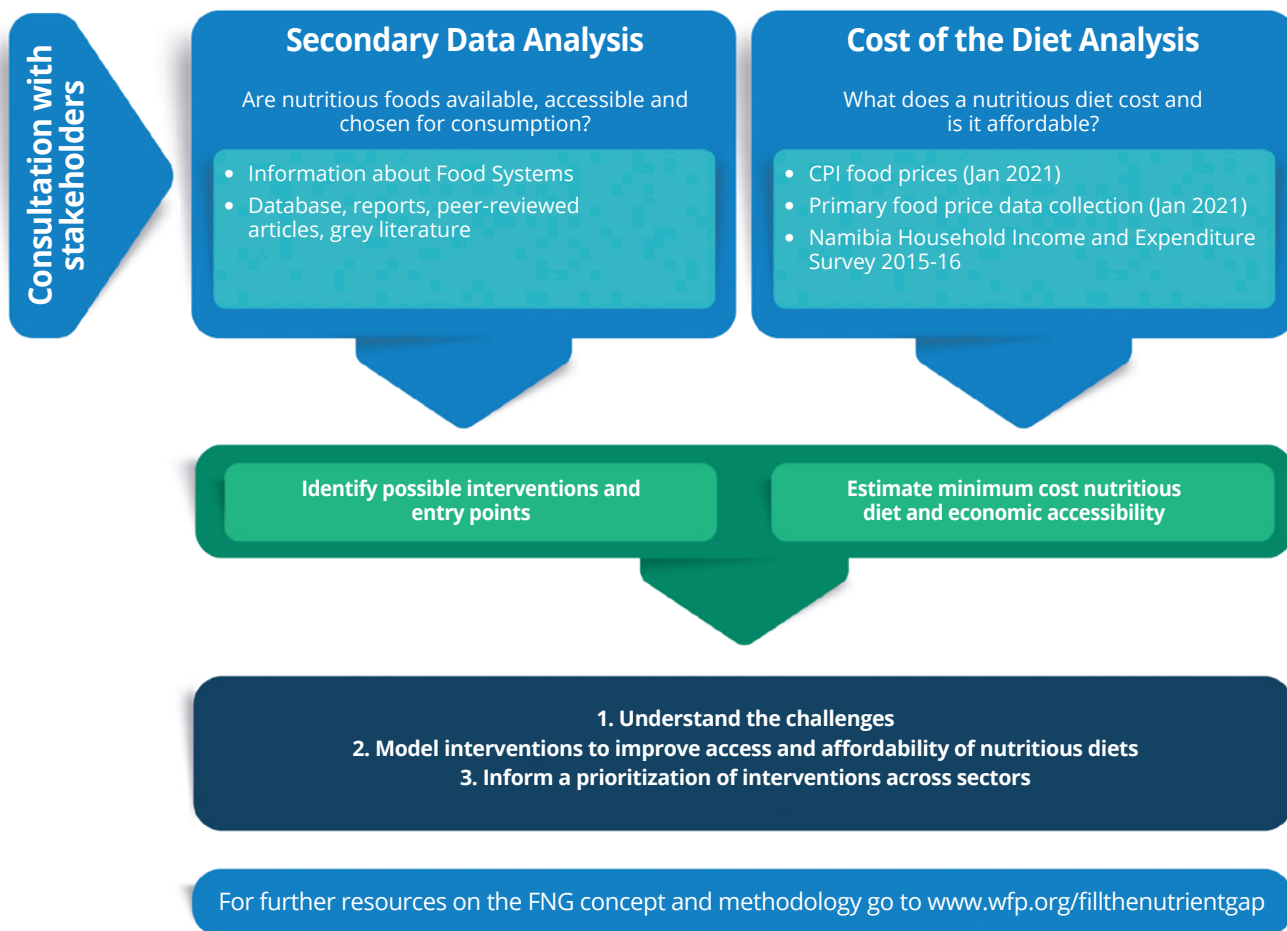 Consultation with
stakeholders
Secondary Data Analysis
Are nutritious foods available, accessible and
chosen for consumption?
• Information about Food Systems
• Database, reports, peer-reviewed
articles, grey literature
Cost of the Diet Analysis
What does a nutritious diet cost and
is it affordable?
• CPI food prices (Jan 2021)
• Primary food price data collection (Jan 2021)
• Namibia Household Income and Expenditure
Survey 2015-16
Identify possible interventions and
entry points
Estimate minimum cost nutritious
diet and economic accessibility
1. Understand the challenges
2. Model interventions to improve access and affordability of nutritious diets
3. Inform a prioritization of interventions across sectors
For further resources on the FNG concept and methodology go to www.wfp.org/fillthenutrientgap